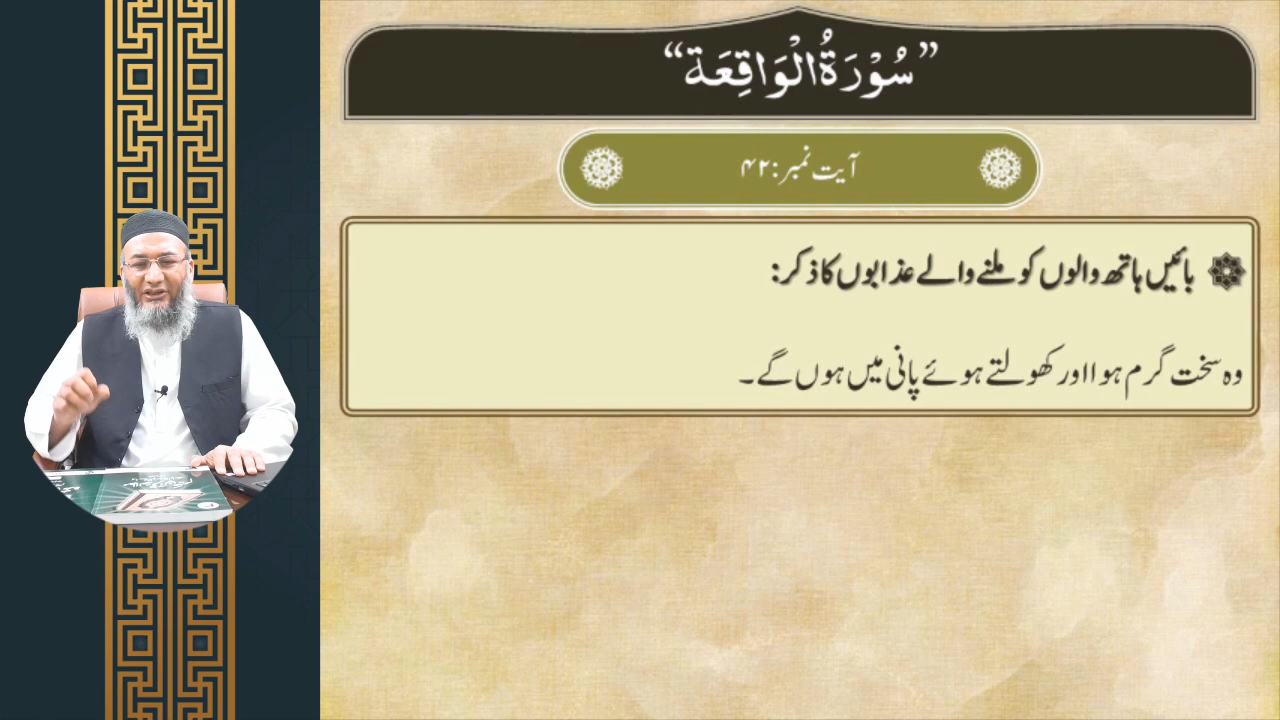 ”سُوْرَۃُالْوَاقِعَۃ“
آیت نمبر:۴۲
بائیں ہاتھ والوں کو ملنے والے عذابوں کا ذکر:
وہ سخت گرم ہوا اور کھولتے ہوئے پانی میں ہوں گے۔